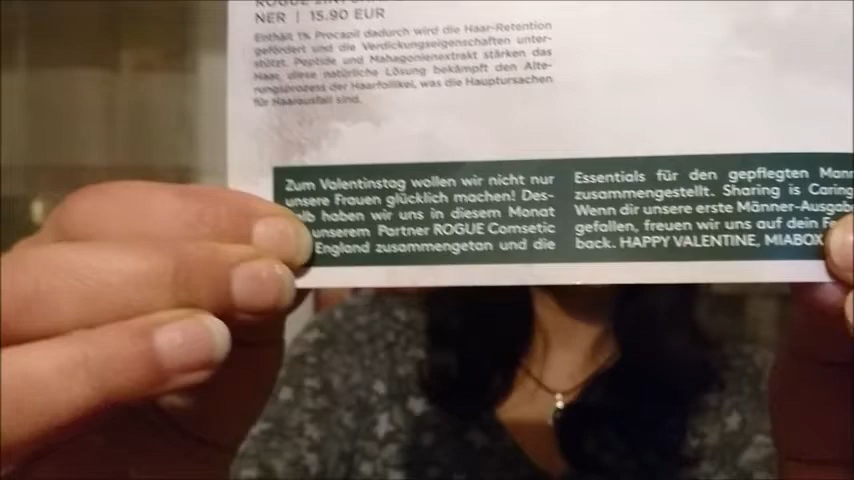 NER | 15.90 EUR
Enthält 1% Procapil dadurch wird die Haar-Retention
gefördert und die Verdickungseigenschaften unter-
stützt. Peptide und Mahagonienextrakt stärken das
Haar, diese natürliche Lösung bekämpft den Alte-
rungsprozess der Haarfollikel, was die Hauptursachen
für Haarausfall sind.
Zum Valentinstag wollen wir nicht nur
unsere Frauen glücklich machen! Des-
haben wir uns in diesem Monat
unserem Partner ROGUE Comsetic
England zusammengetan und die
Essentials für den gepflegten
zusammengestellt. Sharing is Caring
Wenn dir unsere erste Männer-Ausgabe
gefallen, freuen wir uns auf dein
back. HAPPY VALENTINE, MIABOX